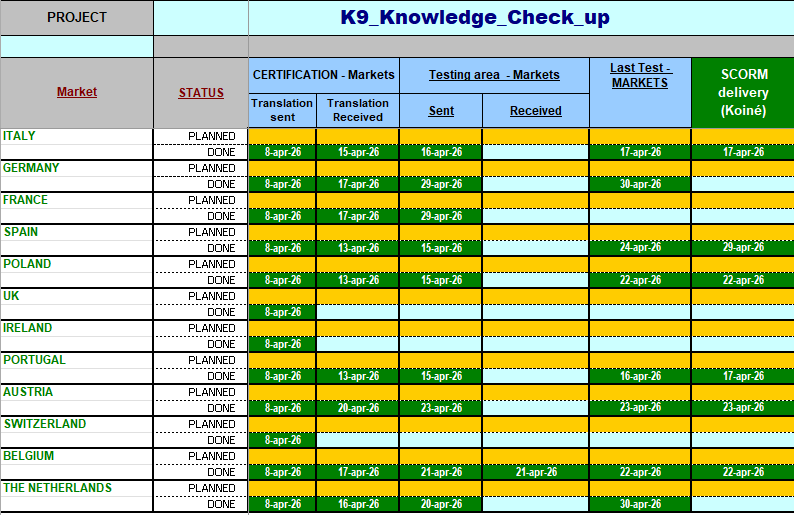 PROJECT K9_Knowledge_Check_up
Market STATUS CERTIFICATION - Markets Testing area - Markets Last Test - MARKETS SCORM delivery (Koiné)
Translation sent Translation Received Sent Received
ITALY PLANNED
DONE 8-apr-26 15-apr-26 16-apr-26 17-apr-26 17-apr-26
GERMANY PLANNED
DONE 8-apr-26 17-apr-26 29-apr-26 30-apr-26
FRANCE PLANNED
DONE 8-apr-26 17-apr-26 29-apr-26
SPAIN PLANNED
DONE 8-apr-26 13-apr-26 15-apr-26 24-apr-26 29-apr-26
POLAND PLANNED
DONE 8-apr-26 13-apr-26 15-apr-26 22-apr-26 22-apr-26
UK PLANNED
DONE 8-apr-26
IRELAND PLANNED
DONE 8-apr-26
PORTUGAL PLANNED
DONE 8-apr-26 13-apr-26 15-apr-26 16-apr-26 17-apr-26
AUSTRIA PLANNED
DONE 8-apr-26 20-apr-26 23-apr-26 23-apr-26 23-apr-26
SWITZERLAND PLANNED
DONE 8-apr-26
BELGIUM PLANNED
DONE 8-apr-26 17-apr-26 21-apr-26 21-apr-26 22-apr-26 22-apr-26
THE NETHERLANDS PLANNED
DONE 8-apr-26 16-apr-26 20-apr-26 30-apr-26